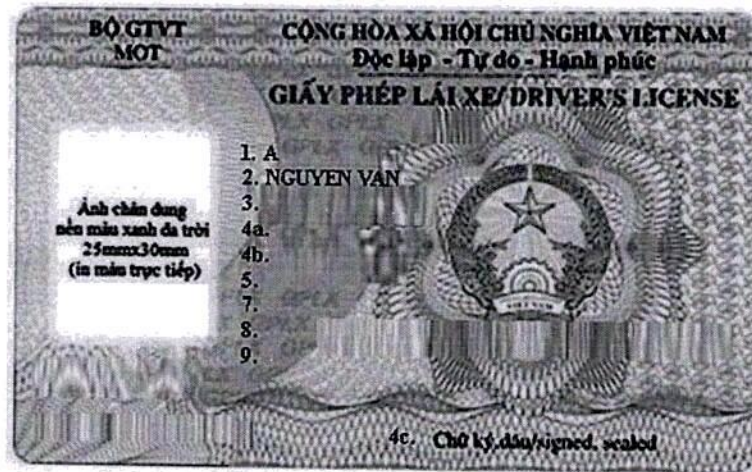 BỘ GTVT
MOT
CỘNG HÒA XÃ HỘI CHỦ NGHĨA VIỆT NAM
Độc lập - Tự do - Hạnh phúc
GIẤY PHÉP LÁI XE/ DRIVER'S LICENSE
Ảnh chân dung
nền màu xanh da trời
25mmx30mm
(in màu trực tiếp)
1. A
2. NGUYEN VAN
3.
4a.
4b.
5.
7.
8.
9.
4c. Chữ ký,dấu/signed, sealed